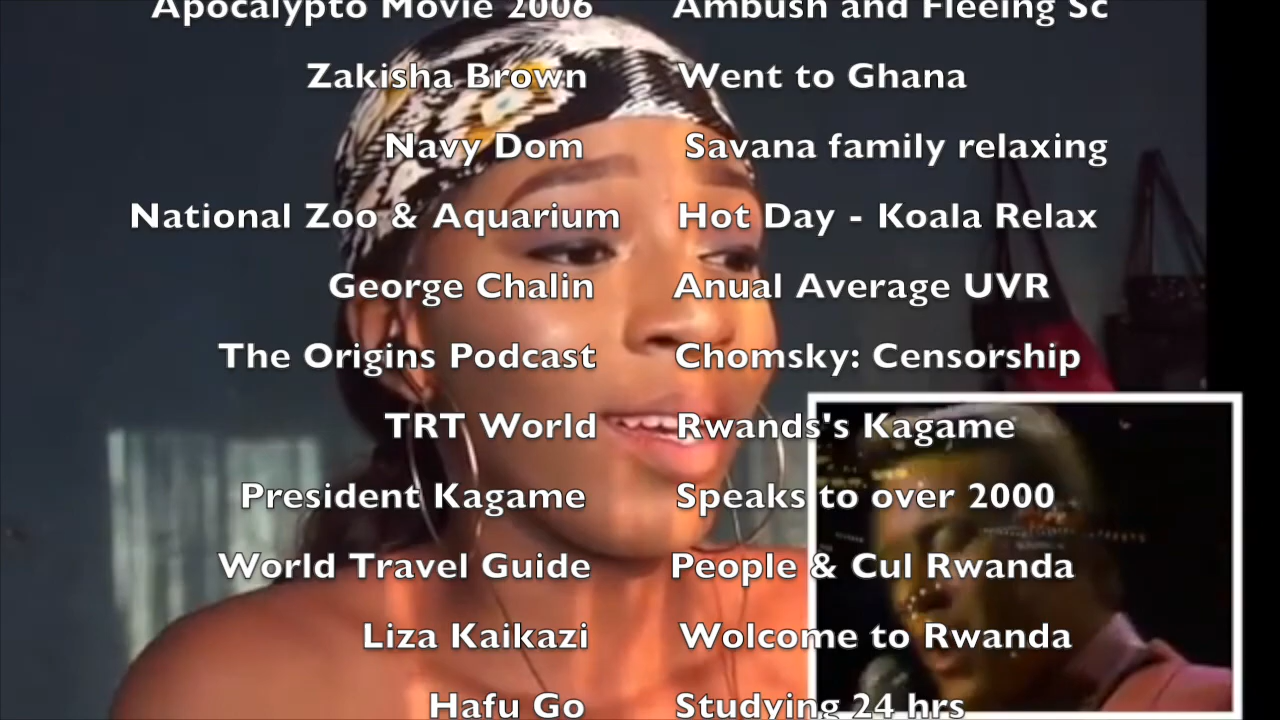 Apocalypto Movie 2006 Ambush and Fleeing Sc
Zakisha Brown Went to Ghana
Navy Dom Savana family relaxing
National Zoo & Aquarium Hot Day - Koala Relax
George Chalin Anual Average UVR
The Origins Podcast Chomsky: Censorship
TRT World Rwands's Kagame
President Kagame Speaks to over 2000
World Travel Guide People & Cul Rwanda
Liza Kaikazi Wolcome to Rwanda
Hafu Go Studying 24 hrs